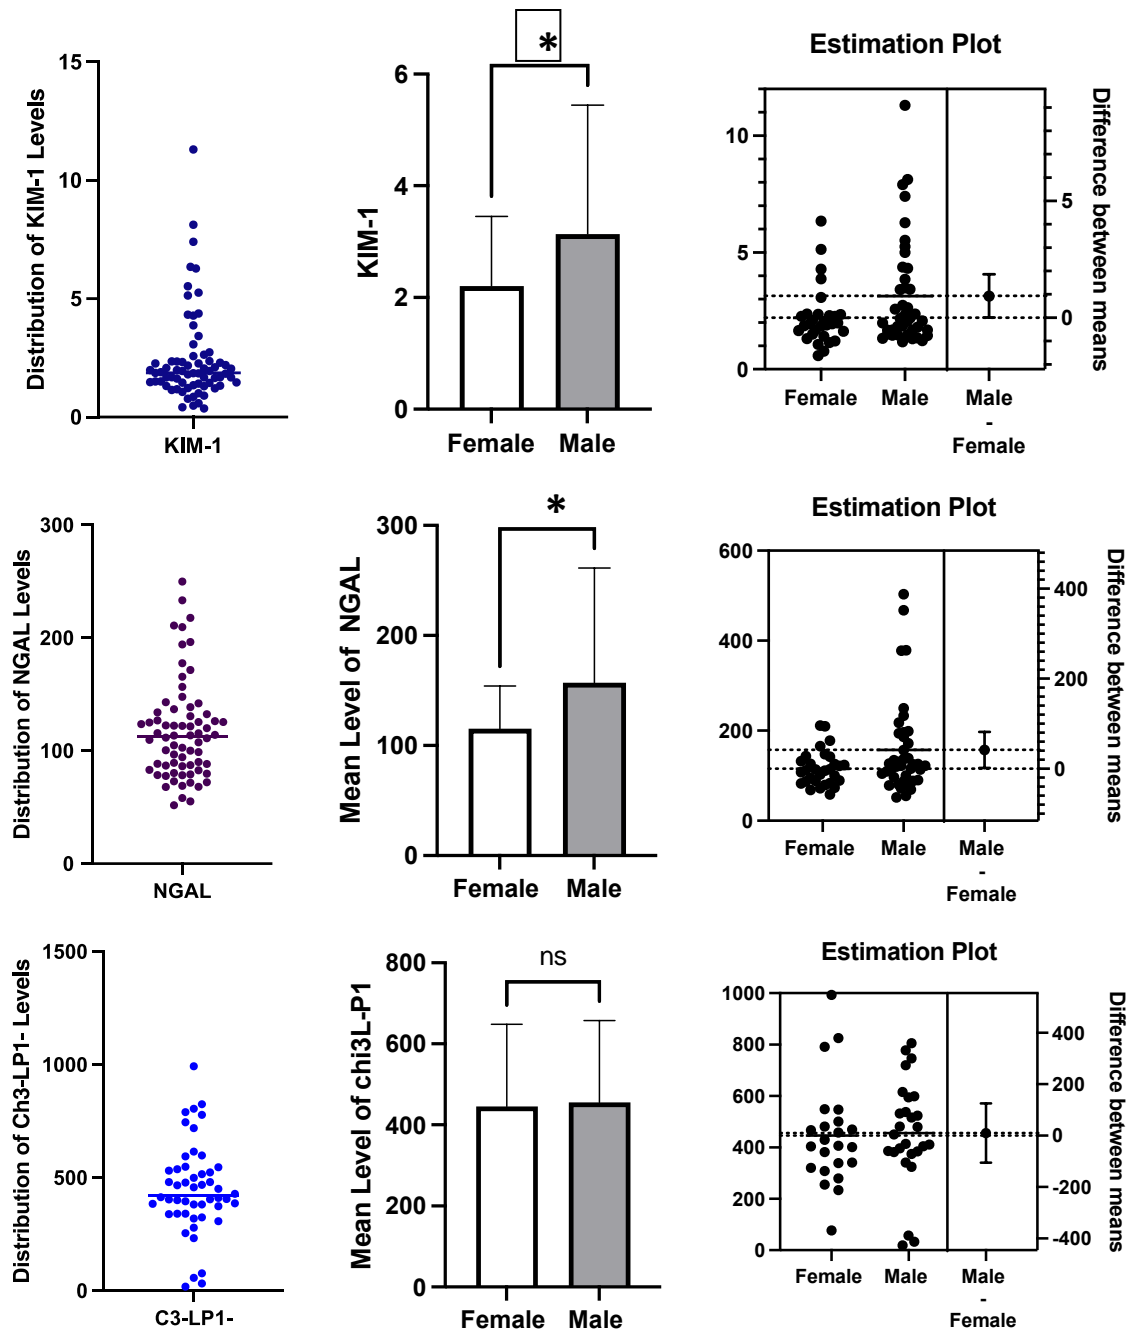 Distribution of KIM-1 Levels
15
10
5
0
KIM-1
*
KIM-1
6
4
2
0
Female Male
Estimation Plot
10
5
0
5
0
Difference between means
Female Male Male
-
Female
Distribution of NGAL Levels
300
200
100
0
NGAL
*
Mean Level of NGAL
300
200
100
0
Female Male
Estimation Plot
600
400
200
0
400
200
0
Difference between means
Female Male Male
-
Female
Distribution of Ch3-LP1- Levels
1500
1000
500
0
C3-LP1-
ns
Mean Level of chi3L-P1
800
600
400
200
0
Female Male
Estimation Plot
1000
800
600
400
200
0
400
200
0
-200
-400
Difference between means
Female Male Male
-
Female